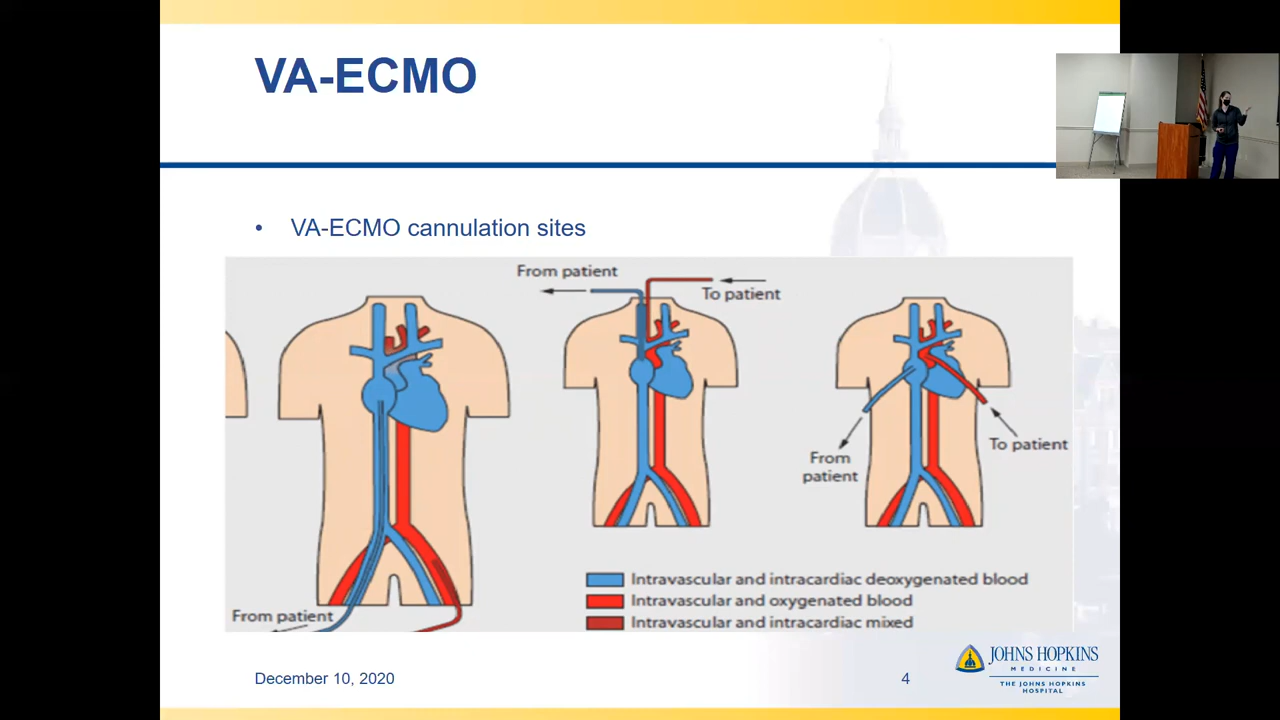 VA-ECMO
• VA-ECMO cannulation sites
From patient
To patient
From
patient
To patient
From patient
Intravascular and intracardiac deoxygenated blood
Intravascular and oxygenated blood
Intravascular and intracardiac mixed
December 10, 2020
4
JOHNS HOPKINS
MEDICINE
THE JOHNS HOPKINS
HOSPITAL